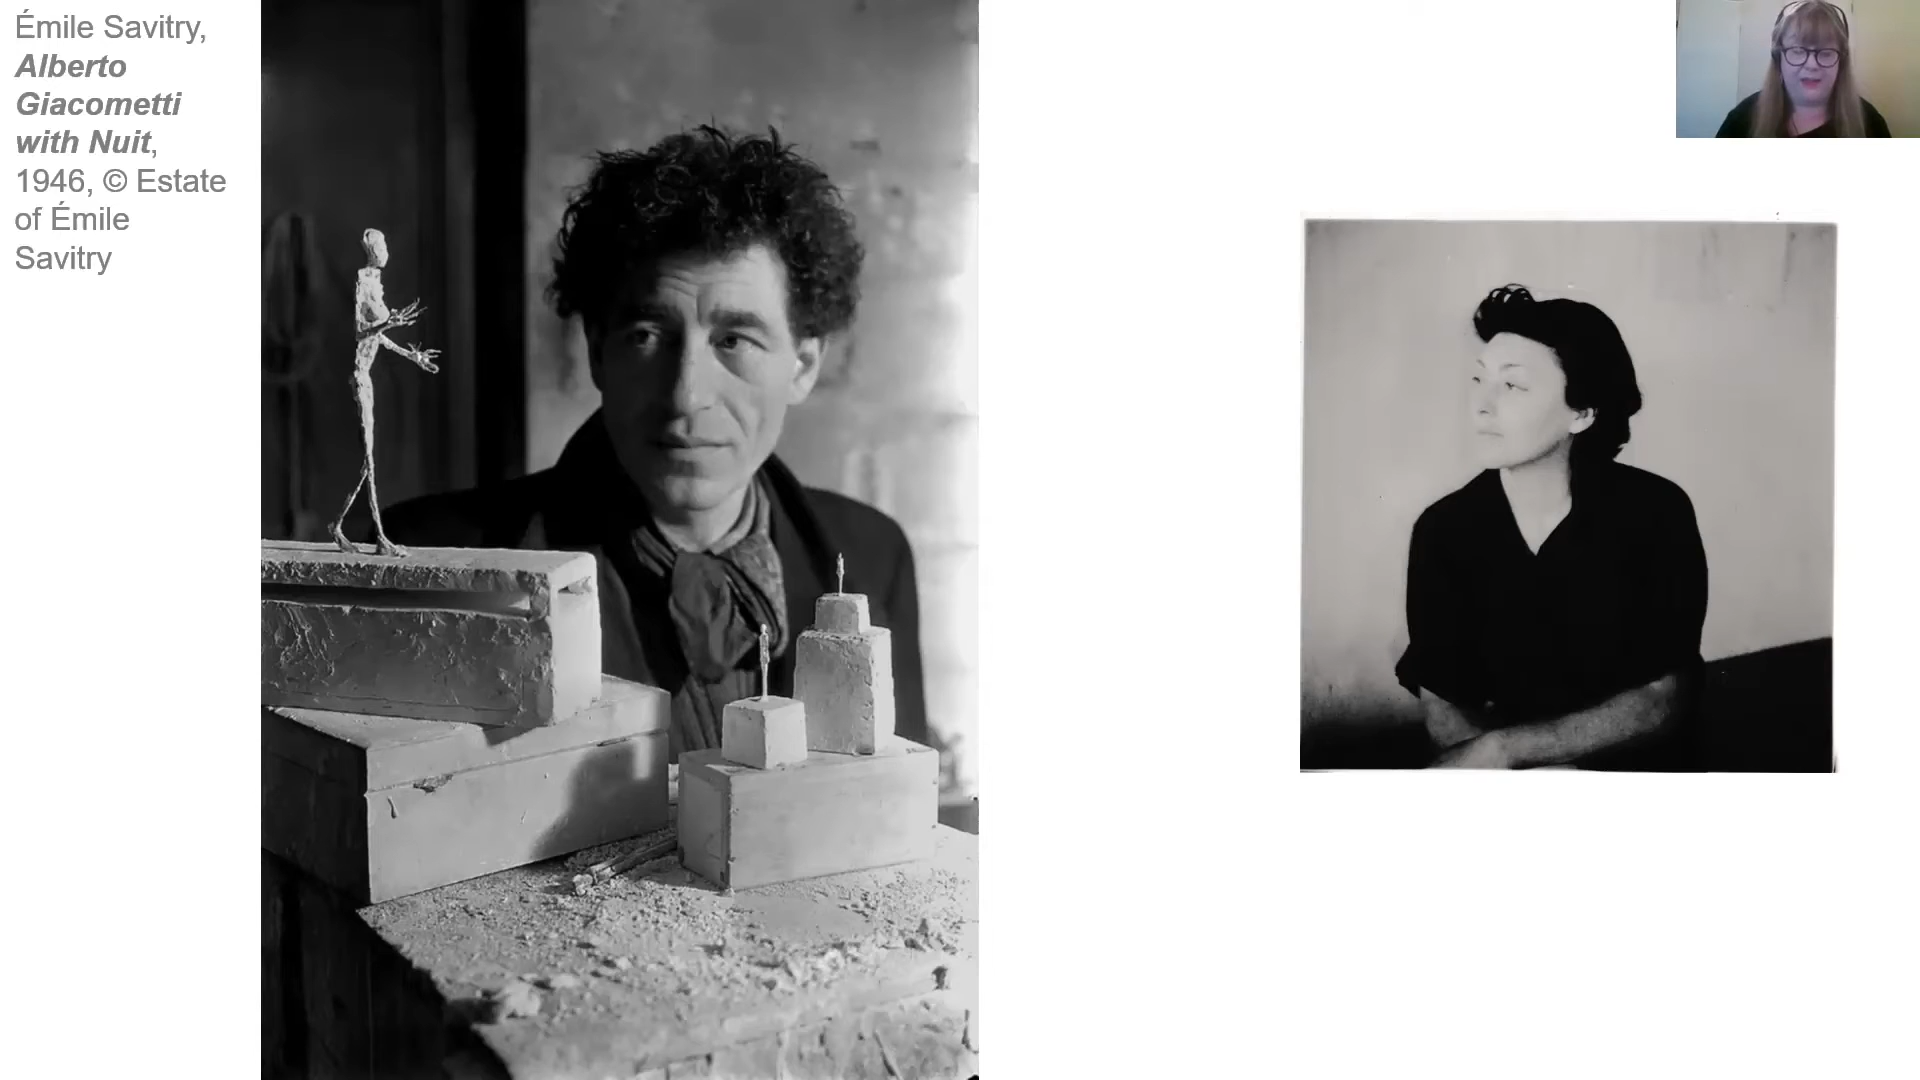 Émile Savitry,
Alberto
Giacometti
with Nuit,
1946, © Estate
of Émile
Savitry